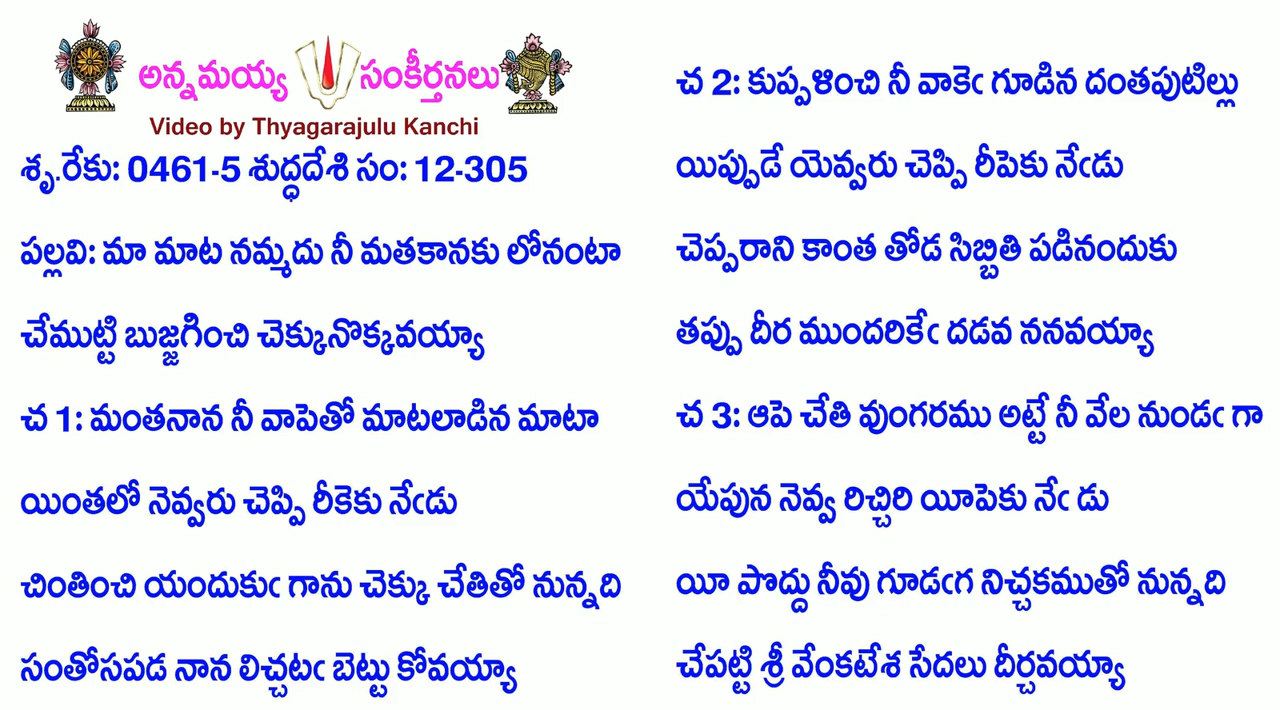 అన్నమయ్య సంకీర్తనలు
Video by Thyagarajulu Kanchi
శృ.రేకు: 0461-5 శుద్ధదేశి సం: 12-305
పల్లవి: మా మాట నమ్మదు నీ మతకానకు లోనంటా
చేముట్టి బుజ్జగించి చెక్కునొక్కవయ్యా
చ 1: మంతనాన నీ వాపెతో మాటలాడిన మాటా
యింతలో నెవ్వరు చెప్పి రీకెకు నేఁడు
చింతించి యందుకుఁ గాను చెక్కు చేతితో నున్నది
సంతోసపడ నాన లిచ్చటఁ బెట్టు కోవయ్యా
చ 2: కుప్పళించి నీ వాకెఁ గూడిన దంతపుటిల్లు
యిప్పుడే యెవ్వరు చెప్పి రీపెకు నేఁడు
చెప్పరాని కాంత తోడ సిబ్బితి పడినందుకు
తప్పు దీర ముందరికేఁ దడవ ననవయ్యా
చ 3: ఆపె చేతి వుంగరము అట్టే నీ వేల నుండఁ గా
యేపున నెవ్వ రిచ్చిరి యీపెకు నేఁ డు
యీ పొద్దు నీవు గూడఁగ నిచ్చకముతో నున్నది
చేపట్టి శ్రీ వేంకటేశ సేదలు దీర్చవయ్యా